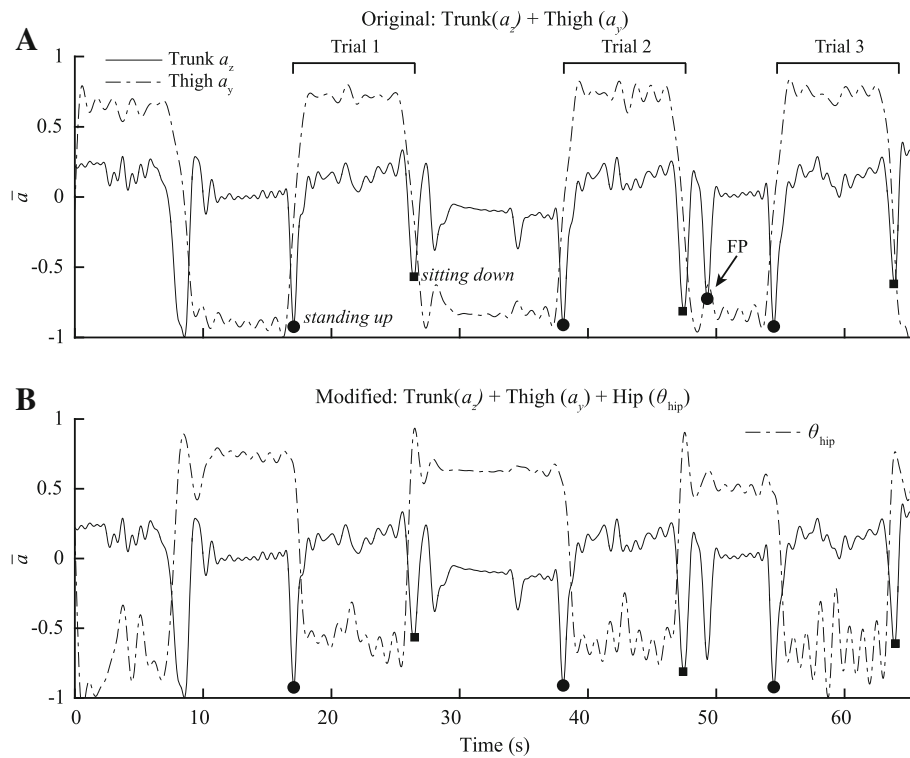 A
Original: Trunk(a_z) + Thigh (a_y)
Trial 1
Trial 2
Trial 3
Trunk a_z
Thigh a_y
1
0.5
0
-0.5
-1
ā
FP
sitting down
standing up
B
Modified: Trunk(a_z) + Thigh (a_y) + Hip (θ_hip)
θ_hip
1
0.5
0
-0.5
-1
ā
0
10
20
30
40
50
60
Time (s)